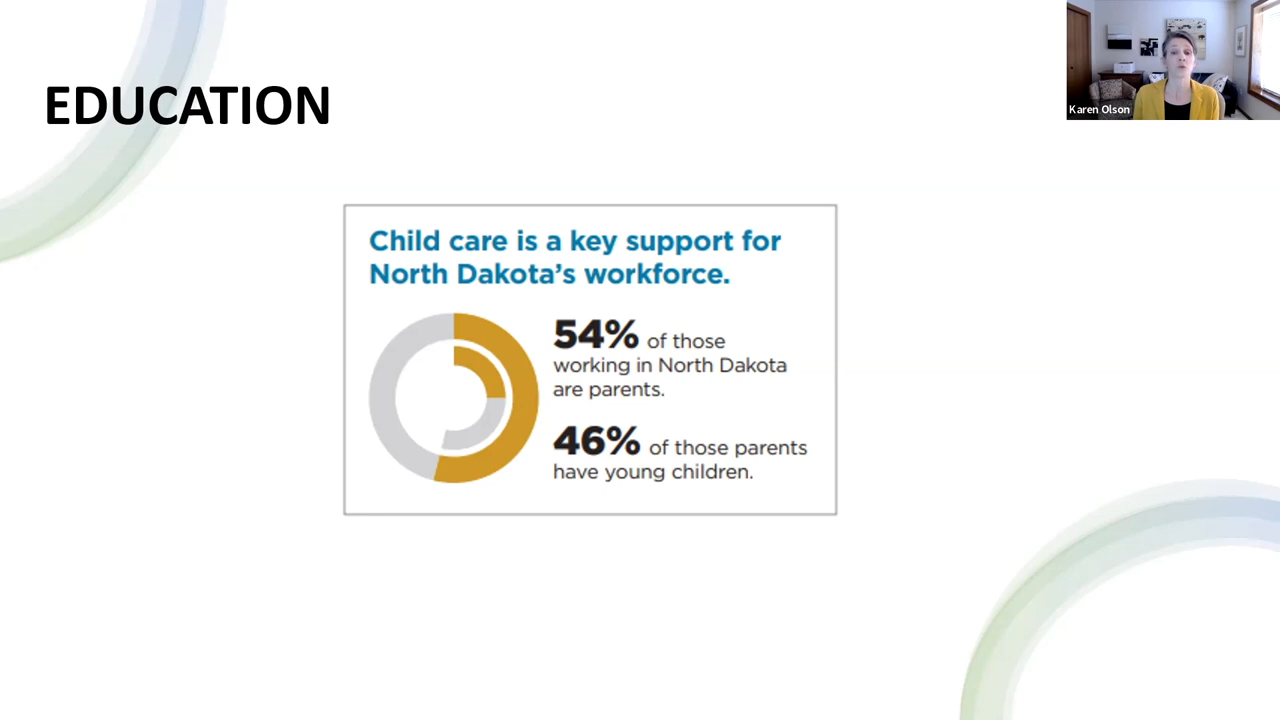 EDUCATION
Karen Olson
Child care is a key support for
North Dakota’s workforce.
54% of those
working in North Dakota
are parents.
46% of those parents
have young children.